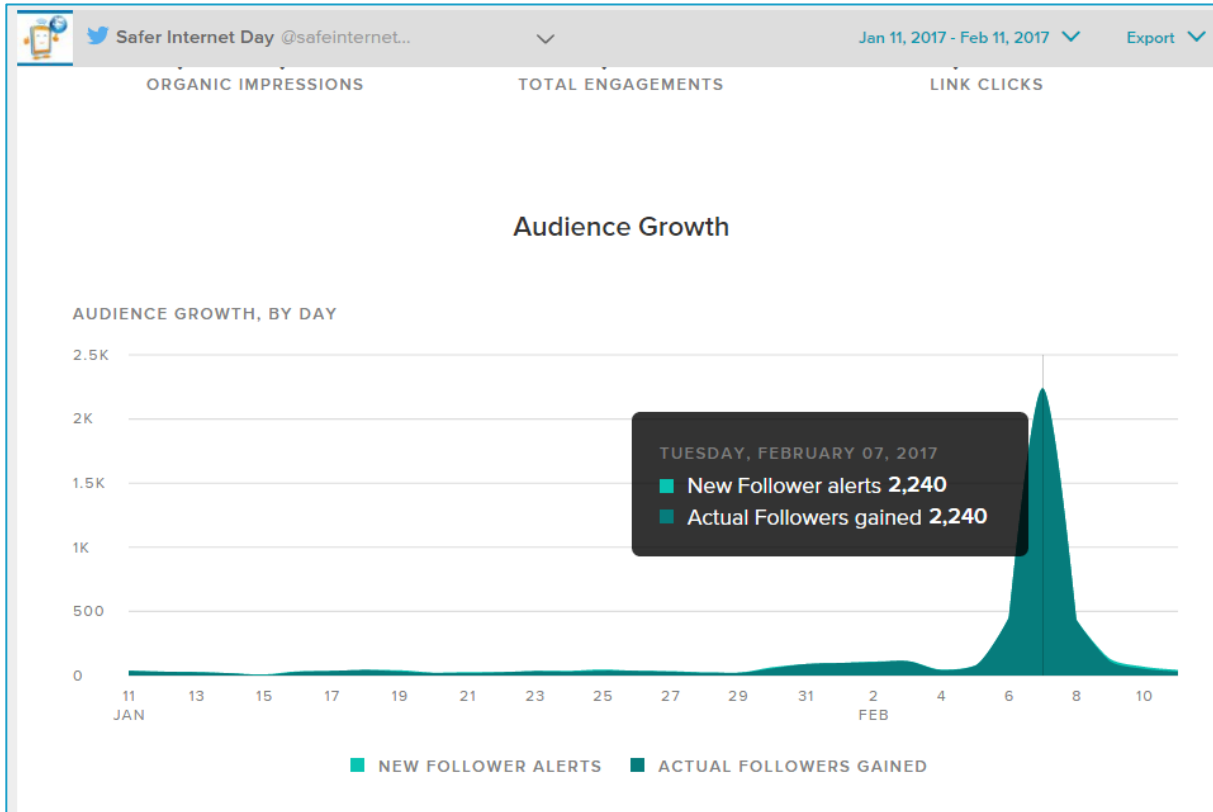 Safer Internet Day @safeinternet... Jan 11, 2017 - Feb 11, 2017 Export
ORGANIC IMPRESSIONS TOTAL ENGAGEMENTS LINK CLICKS
Audience Growth
AUDIENCE GROWTH, BY DAY
2.5K
2K
TUESDAY, FEBRUARY 07, 2017
1.5K
New Follower alerts 2,240
Actual Followers gained 2,240
1K
500
0
11 13 15 17 19 21 23 25 27 29 31 2 4 6 8 10
JAN FEB
NEW FOLLOWER ALERTS ACTUAL FOLLOWERS GAINED